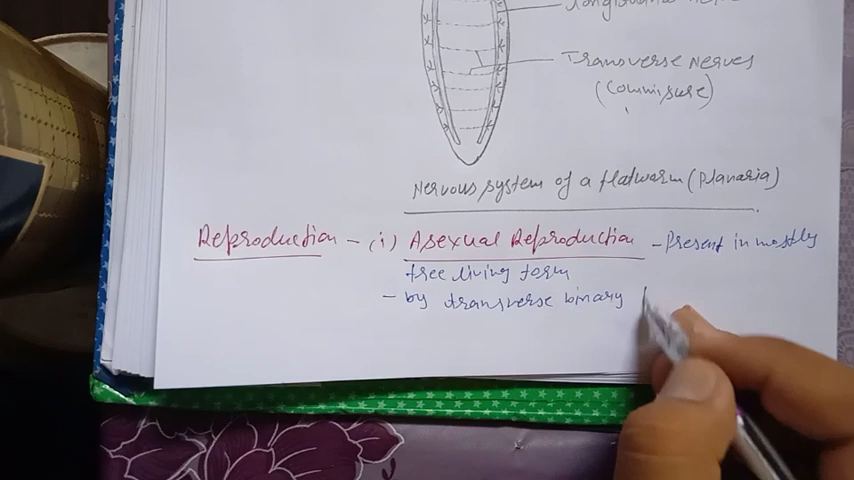 Transverse Nerves
(Commisure)
Nervous system of a flatworm (Planaria)
Reproduction - (i) Asexual Reproduction - Present in mostly
free living form
- by transverse binary